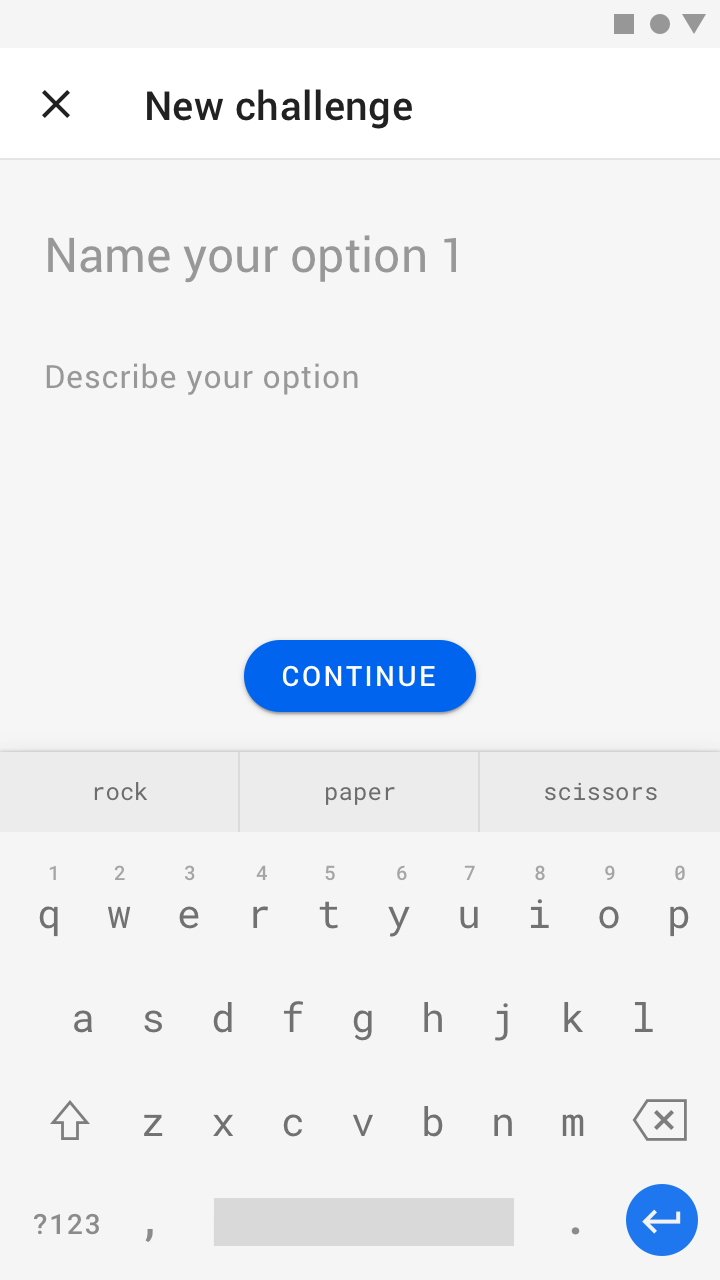 New challenge
Name your option 1
Describe your option
CONTINUE
rock paper scissors
1 2 3 4 5 6 7 8 9 0
q w e r t y u i o p
a s d f g h j k l
z x c v b n m
?123 , .